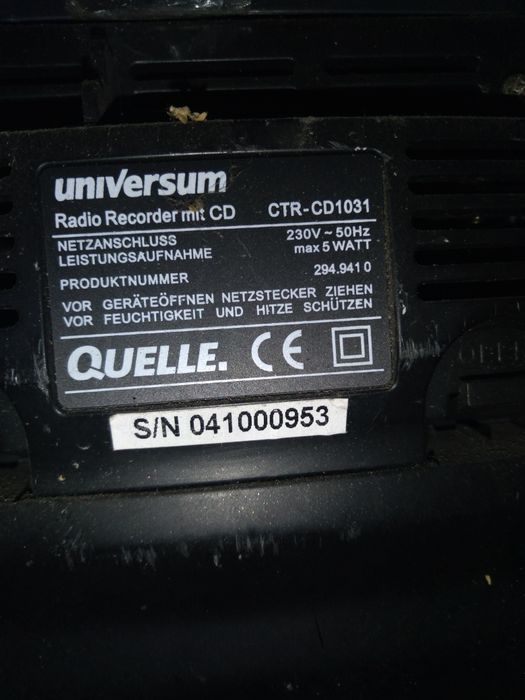 universum
Radio Recorder mit CD CTR-CD1031
NETZANSCHLUSS 230V ~ 50Hz
LEISTUNGSAUFNAHME max 5 WATT
PRODUKTNUMMER 294.941 0
VOR GERÄTEÖFFNEN NETZSTECKER ZIEHEN
VOR FEUCHTIGKEIT UND HITZE SCHÜTZEN
QUELLE. CE
S/N 041000953